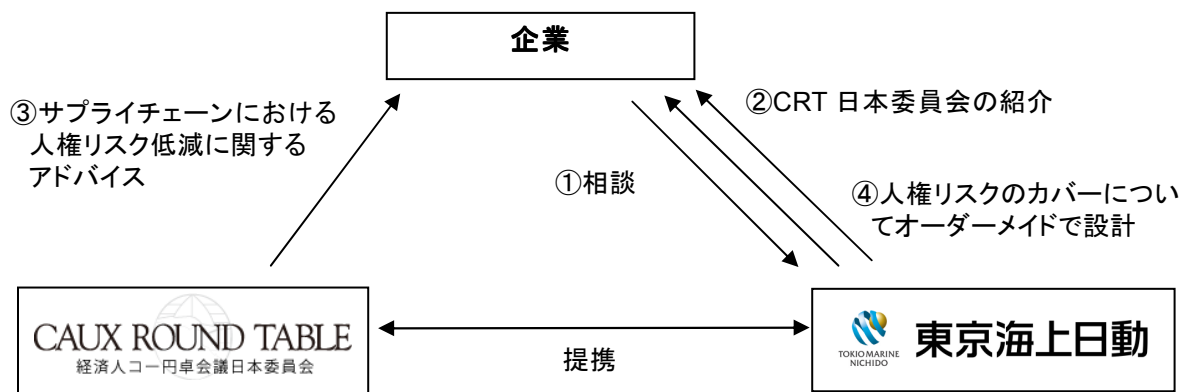 企業
③サプライチェーンにおける
人権リスク低減に関する
アドバイス
②CRT 日本委員会の紹介
①相談
④人権リスクのカバーについ
てオーダーメイドで設計
CAUX ROUND TABLE
経済人コー円卓会議日本委員会
提携
TOKIO MARINE
NICHIDO
東京海上日動